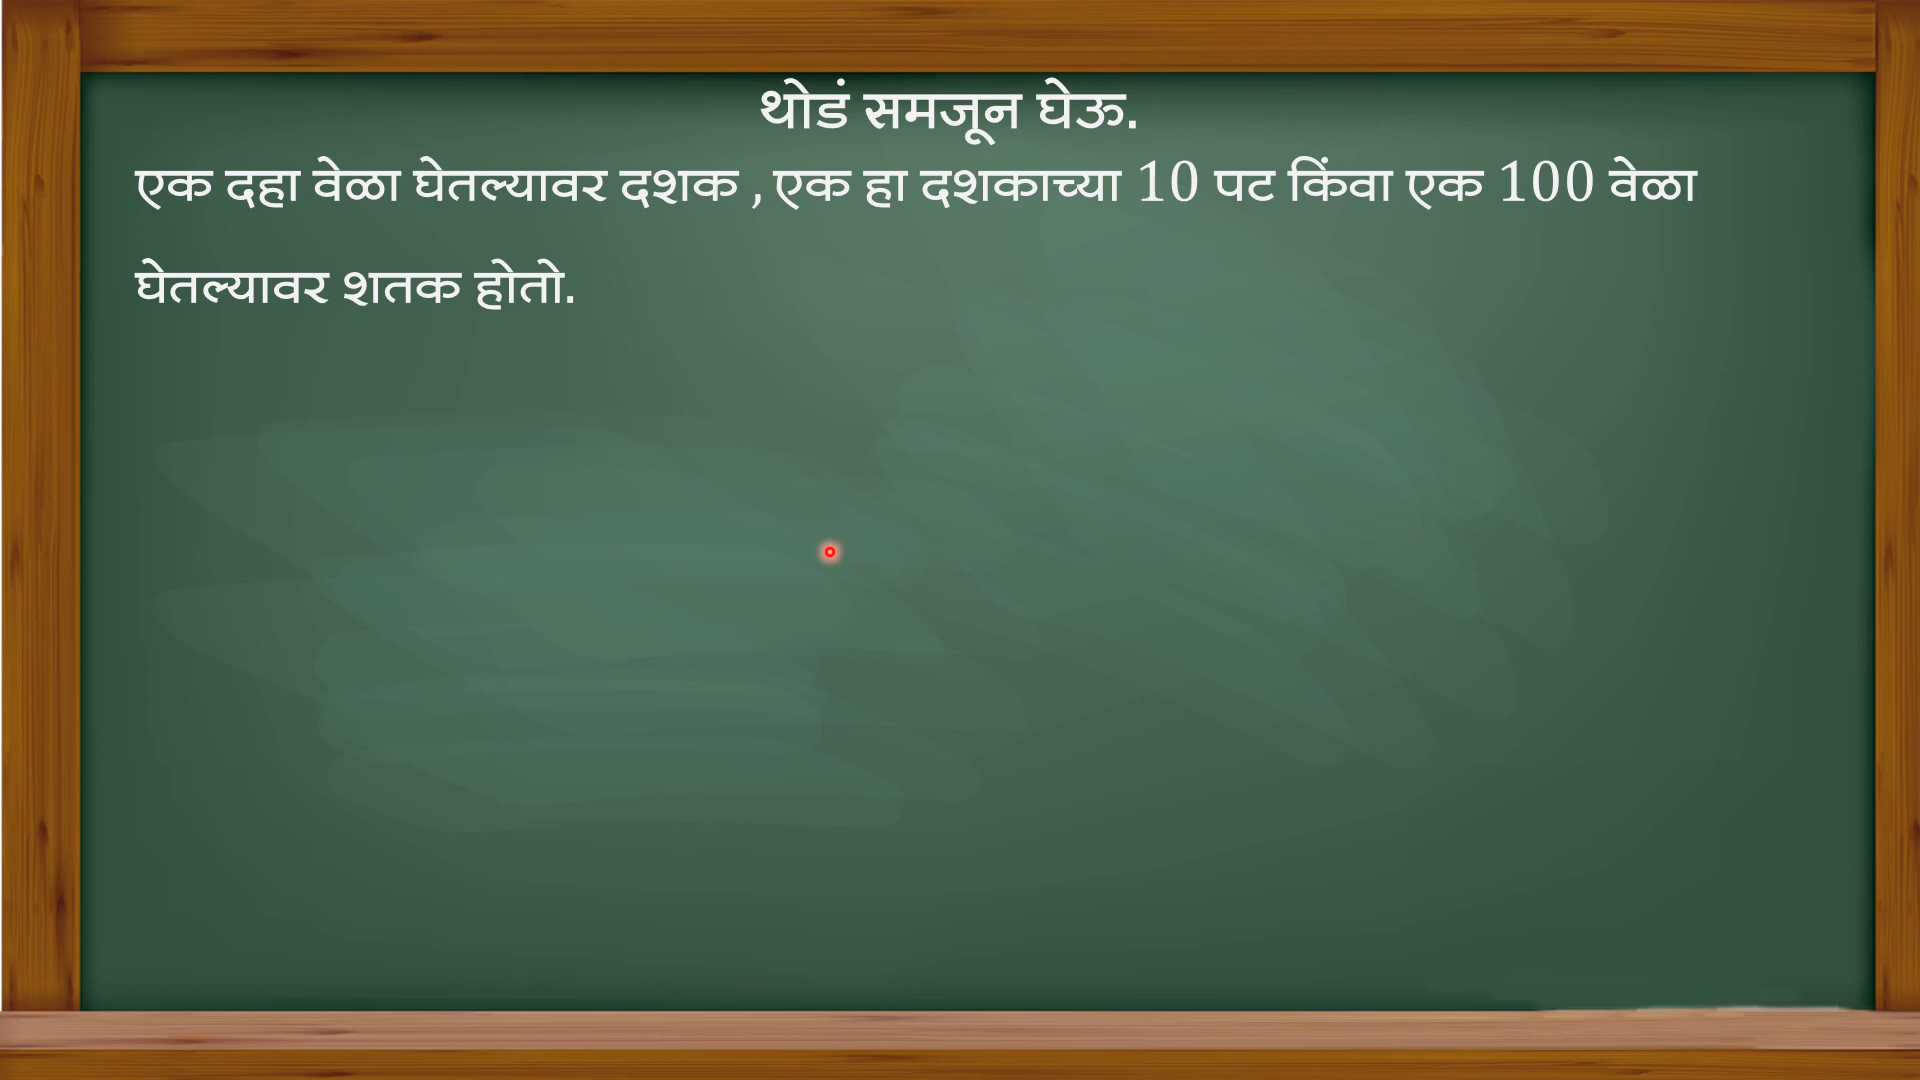 थोडं समजून घेऊ.
एक दहा वेळा घेतल्यावर दशक , एक हा दशकाच्या 10 पट किंवा एक 100 वेळा
घेतल्यावर शतक होतो.